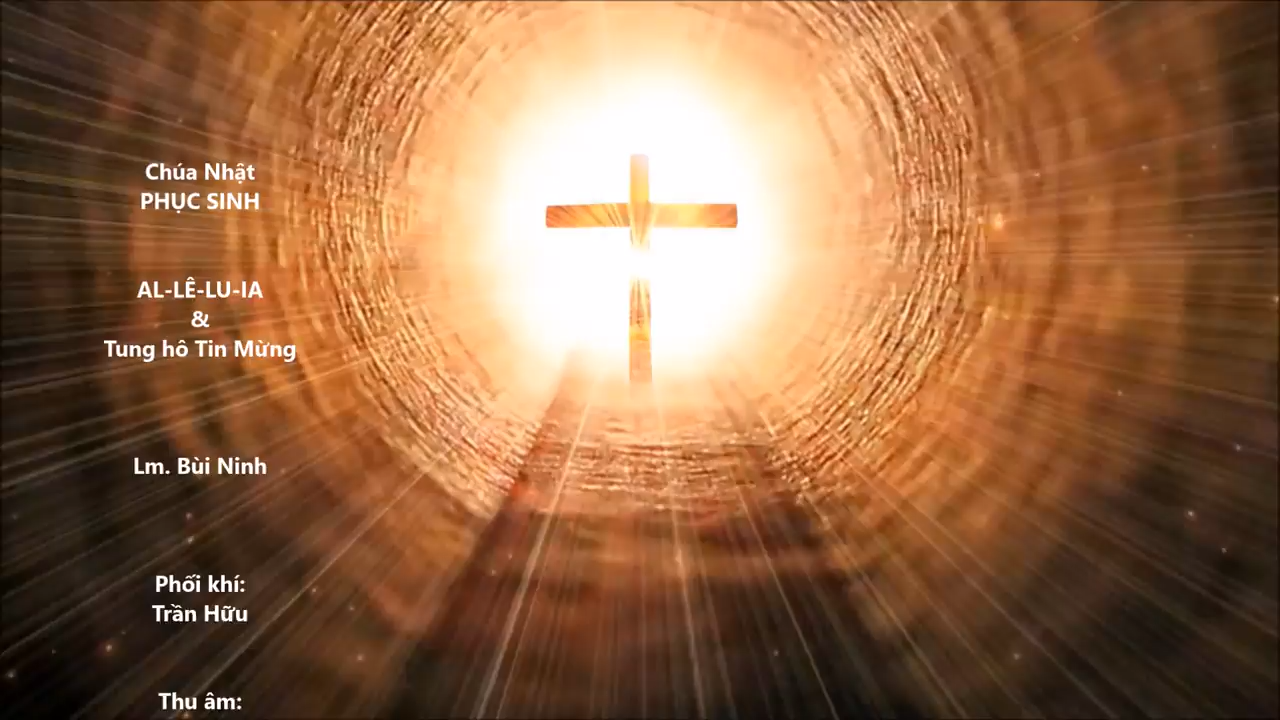 Chúa Nhật
PHỤC SINH
AL-LÊ-LU-IA
&
Tung hô Tin Mừng
Lm. Bùi Ninh
Phối khí:
Trần Hữu
Thu âm: